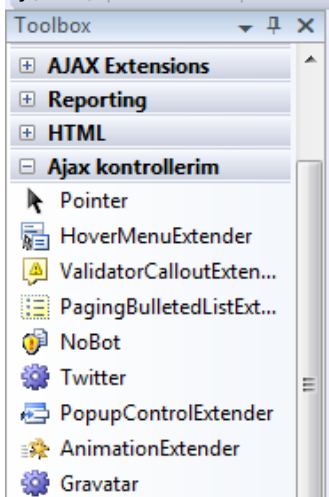 Toolbox
AJAX Extensions
Reporting
HTML
Ajax kontrollerim
Pointer
HoverMenuExtender
ValidatorCalloutExten...
PagingBulletedListExt...
NoBot
Twitter
PopupControlExtender
AnimationExtender
Gravatar